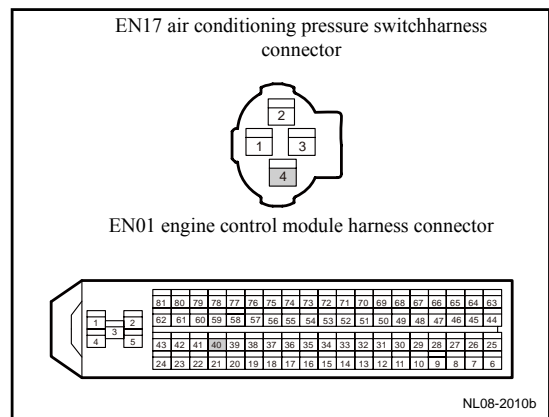 EN17 air conditioning pressure switchharness
connector
2
1 3
4
EN01 engine control module harness connector
81 80 79 78 77 76 75 74 73 72 71 70 69 68 67 66 65 64 63
1 2 62 61 60 59 58 57 56 55 54 53 52 51 50 49 48 47 46 45 44
3
4 5 43 42 41 40 39 38 37 36 35 34 33 32 31 30 29 28 27 26 25
24 23 22 21 20 19 18 17 16 15 14 13 12 11 10 9 8 7 6
NL08-2010b